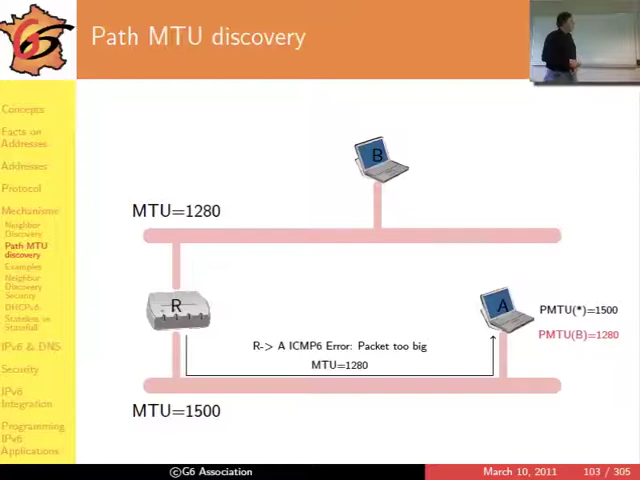 G6
Path MTU discovery
Concepts
Facts on
Addresses
Addresses
Protocol
Mechanisms
Neighbor
Discovery
Path MTU
discovery
Examples
Neighbor
Discovery
Security
DHCPv6
Stateless vs
Statefull
IPv6 & DNS
Security
IPv6
Integration
Programming
IPv6
Applications
B
MTU=1280
R
A
PMTU(*)=1500
PMTU(B)=1280
R-> A ICMP6 Error: Packet too big
MTU=1280
MTU=1500
©G6 Association
March 10, 2011
103 / 305